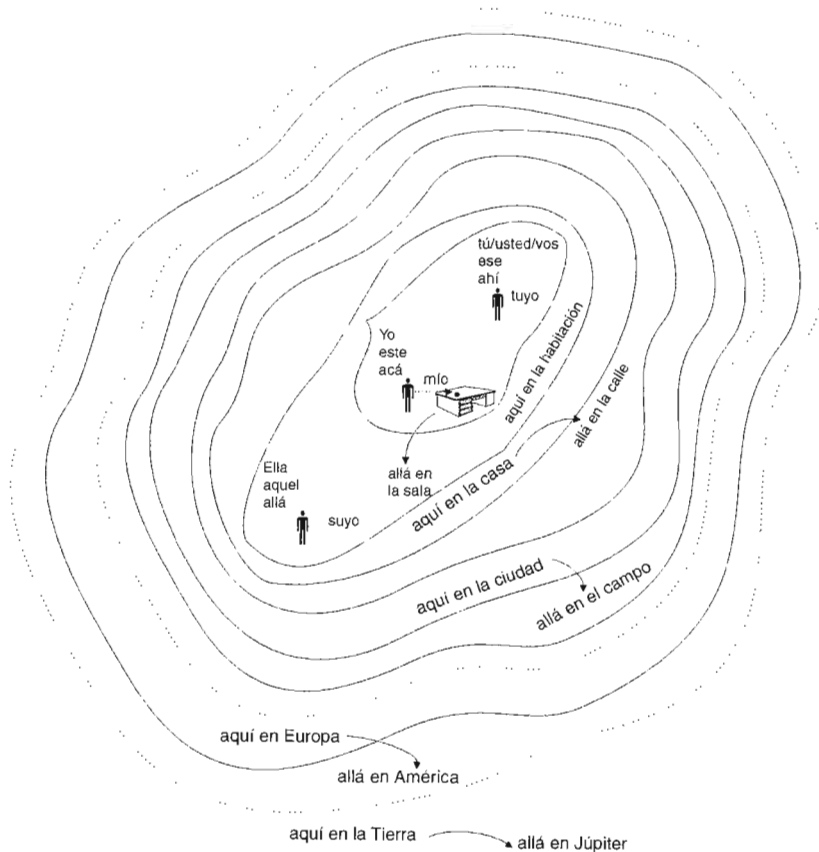 tú/usted/vos
ese
ahí
tuyo
Yo
este
acá
mío
aquí en la habitación
allá en la calle
Ella
aquel
allá
suyo
allá en
la sala
aquí en la casa
aquí en la ciudad
allá en el campo
aquí en Europa
allá en América
aquí en la Tierra
allá en Júpiter